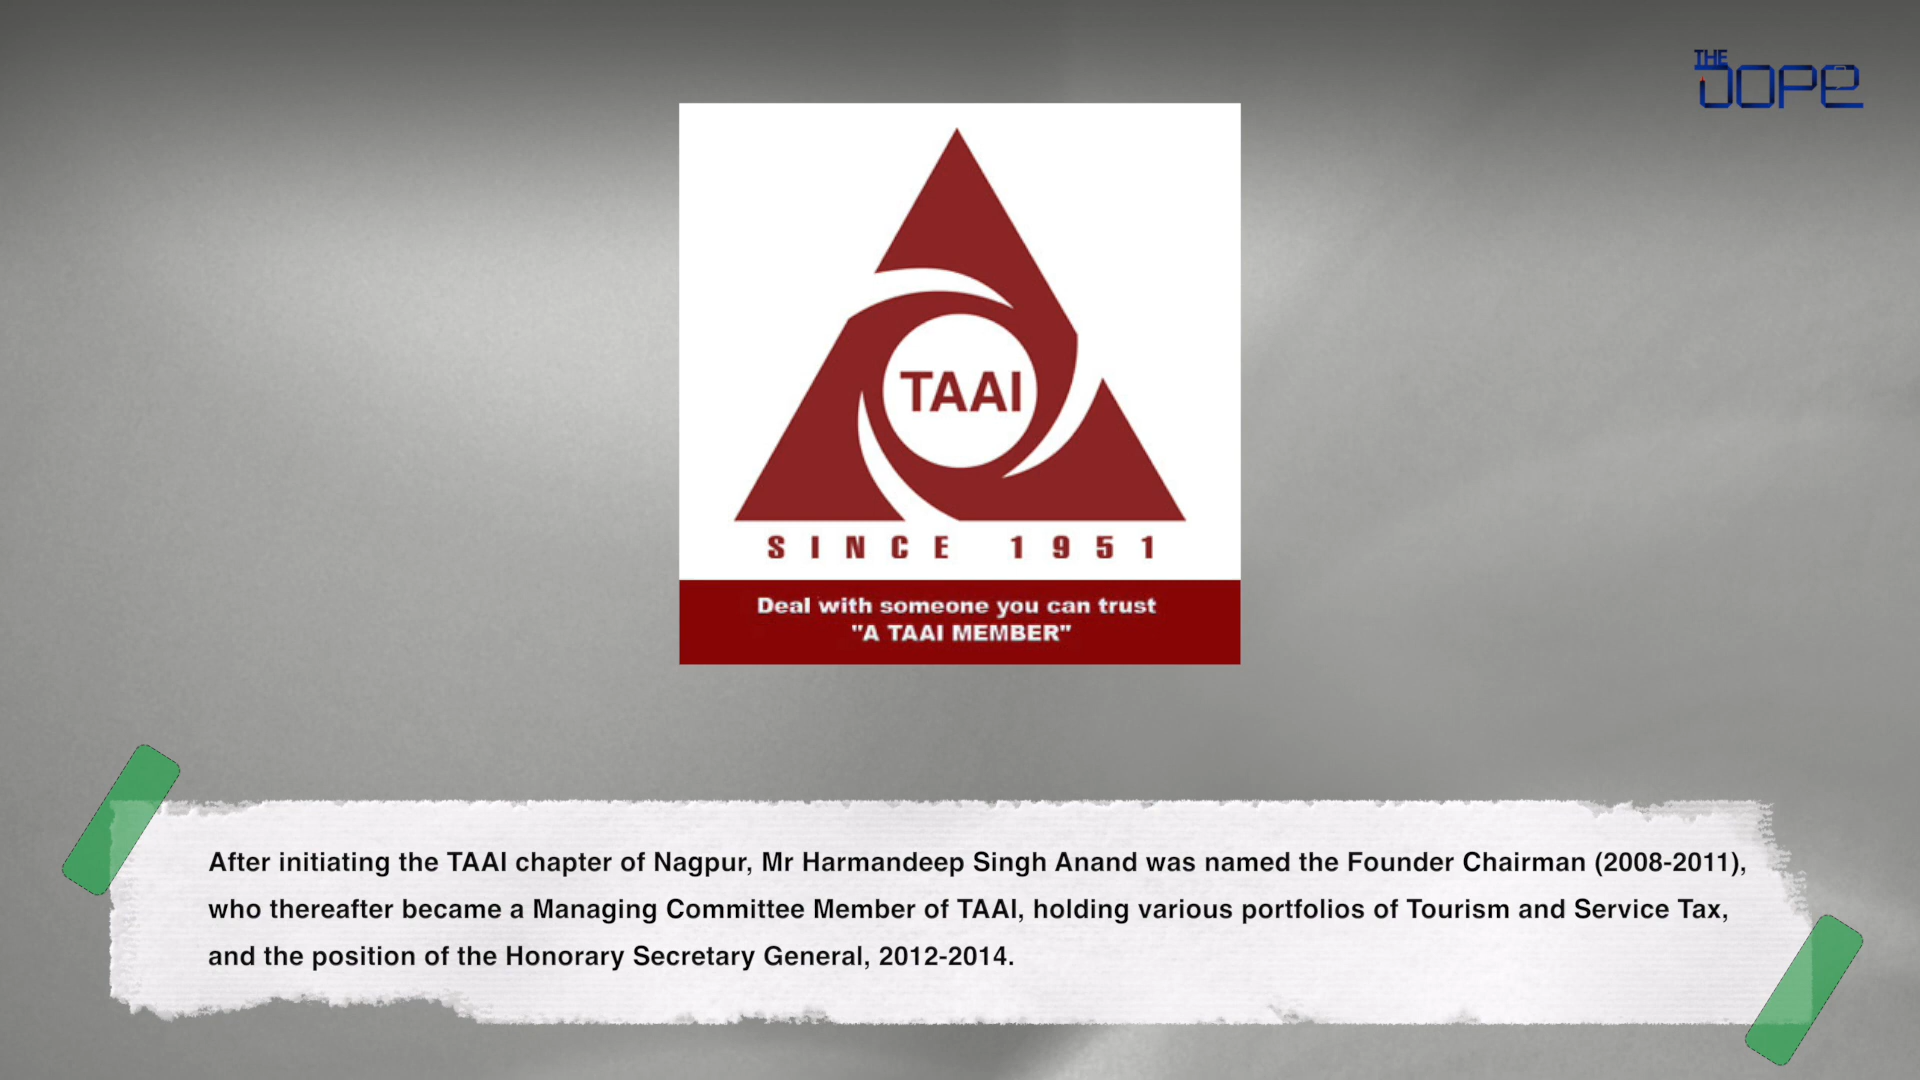 THE
DOPE
TAAI
SINCE 1951
Deal with someone you can trust
"A TAAI MEMBER"
After initiating the TAAI chapter of Nagpur, Mr Harmandeep Singh Anand was named the Founder Chairman (2008-2011),
who thereafter became a Managing Committee Member of TAAI, holding various portfolios of Tourism and Service Tax,
and the position of the Honorary Secretary General, 2012-2014.